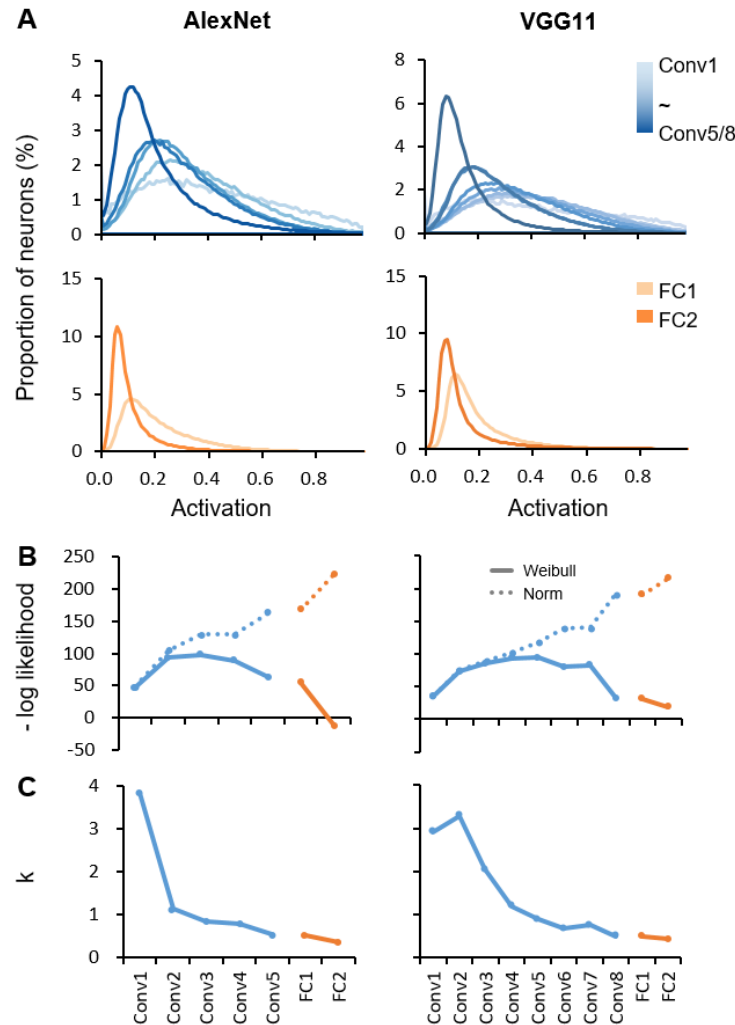 A
AlexNet
VGG11
Proportion of neurons (%)
5
4
3
2
1
0
8
6
4
2
0
Conv1
~
Conv5/8
15
10
5
0
0.0 0.2 0.4 0.6 0.8
Activation
15
10
5
0
0.0 0.2 0.4 0.6 0.8
Activation
FC1
FC2
B
- log likelihood
250
200
150
100
50
0
-50
Weibull
Norm
C
k
4
3
2
1
0
Conv1
Conv2
Conv3
Conv4
Conv5
FC1
FC2
Conv1
Conv2
Conv3
Conv4
Conv5
Conv6
Conv7
Conv8
FC1
FC2